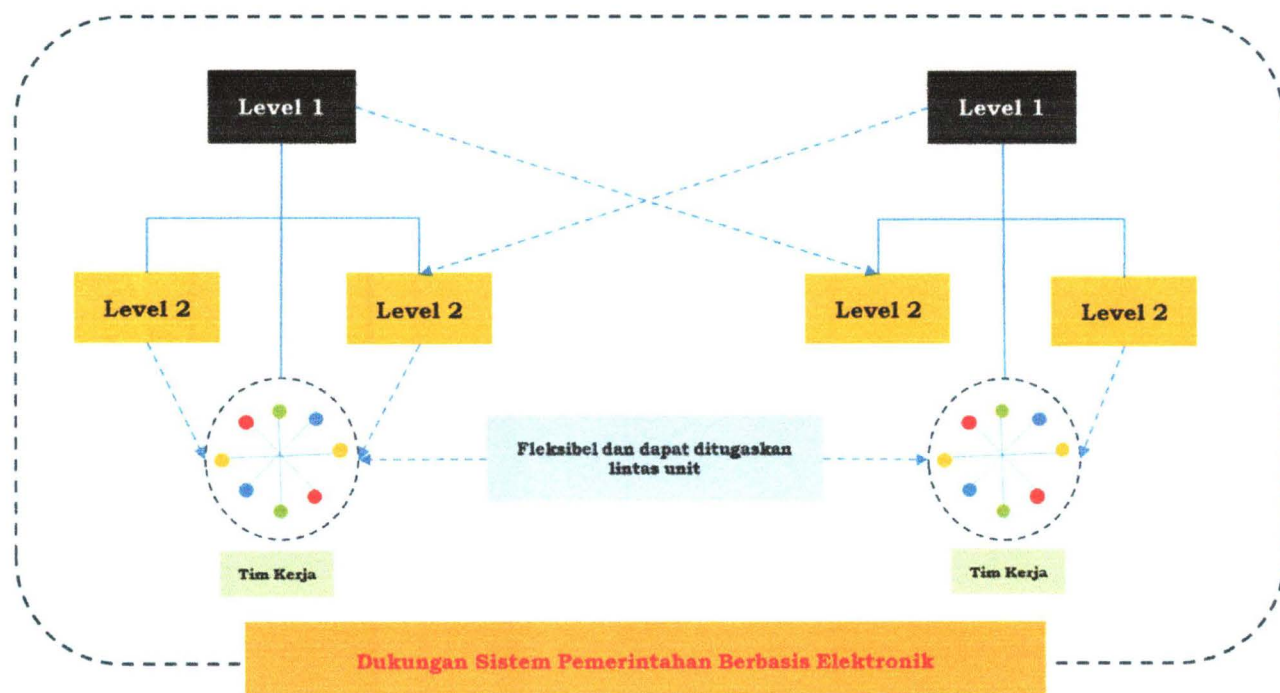 Level 1
Level 1
Level 2
Level 2
Level 2
Level 2
Fleksibel dan dapat ditugaskan
lintas unit
Tim Kerja
Tim Kerja
Dukungan Sistem Pemerintahan Berbasis Elektronik